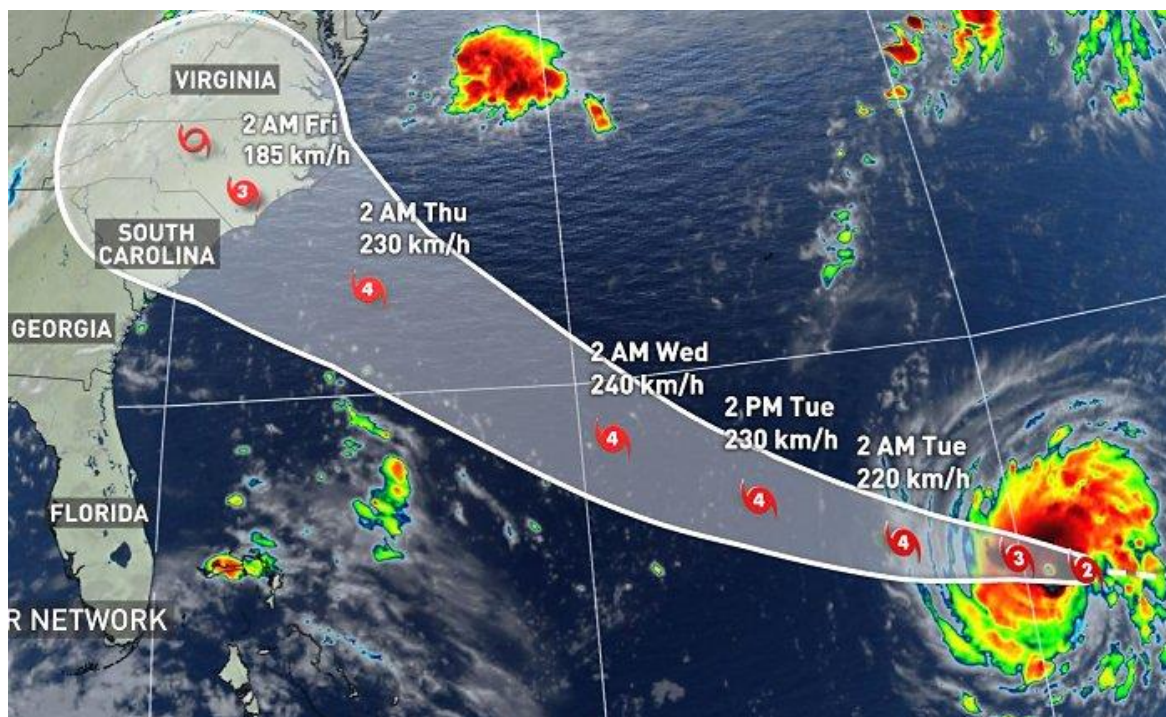 VIRGINIA
2 AM Fri
185 km/h
3
2 AM Thu
230 km/h
SOUTH
CAROLINA
4
GEORGIA
2 AM Wed
240 km/h
4
2 PM Tue
230 km/h
4
2 AM Tue
220 km/h
4
3
2
FLORIDA
R NETWORK